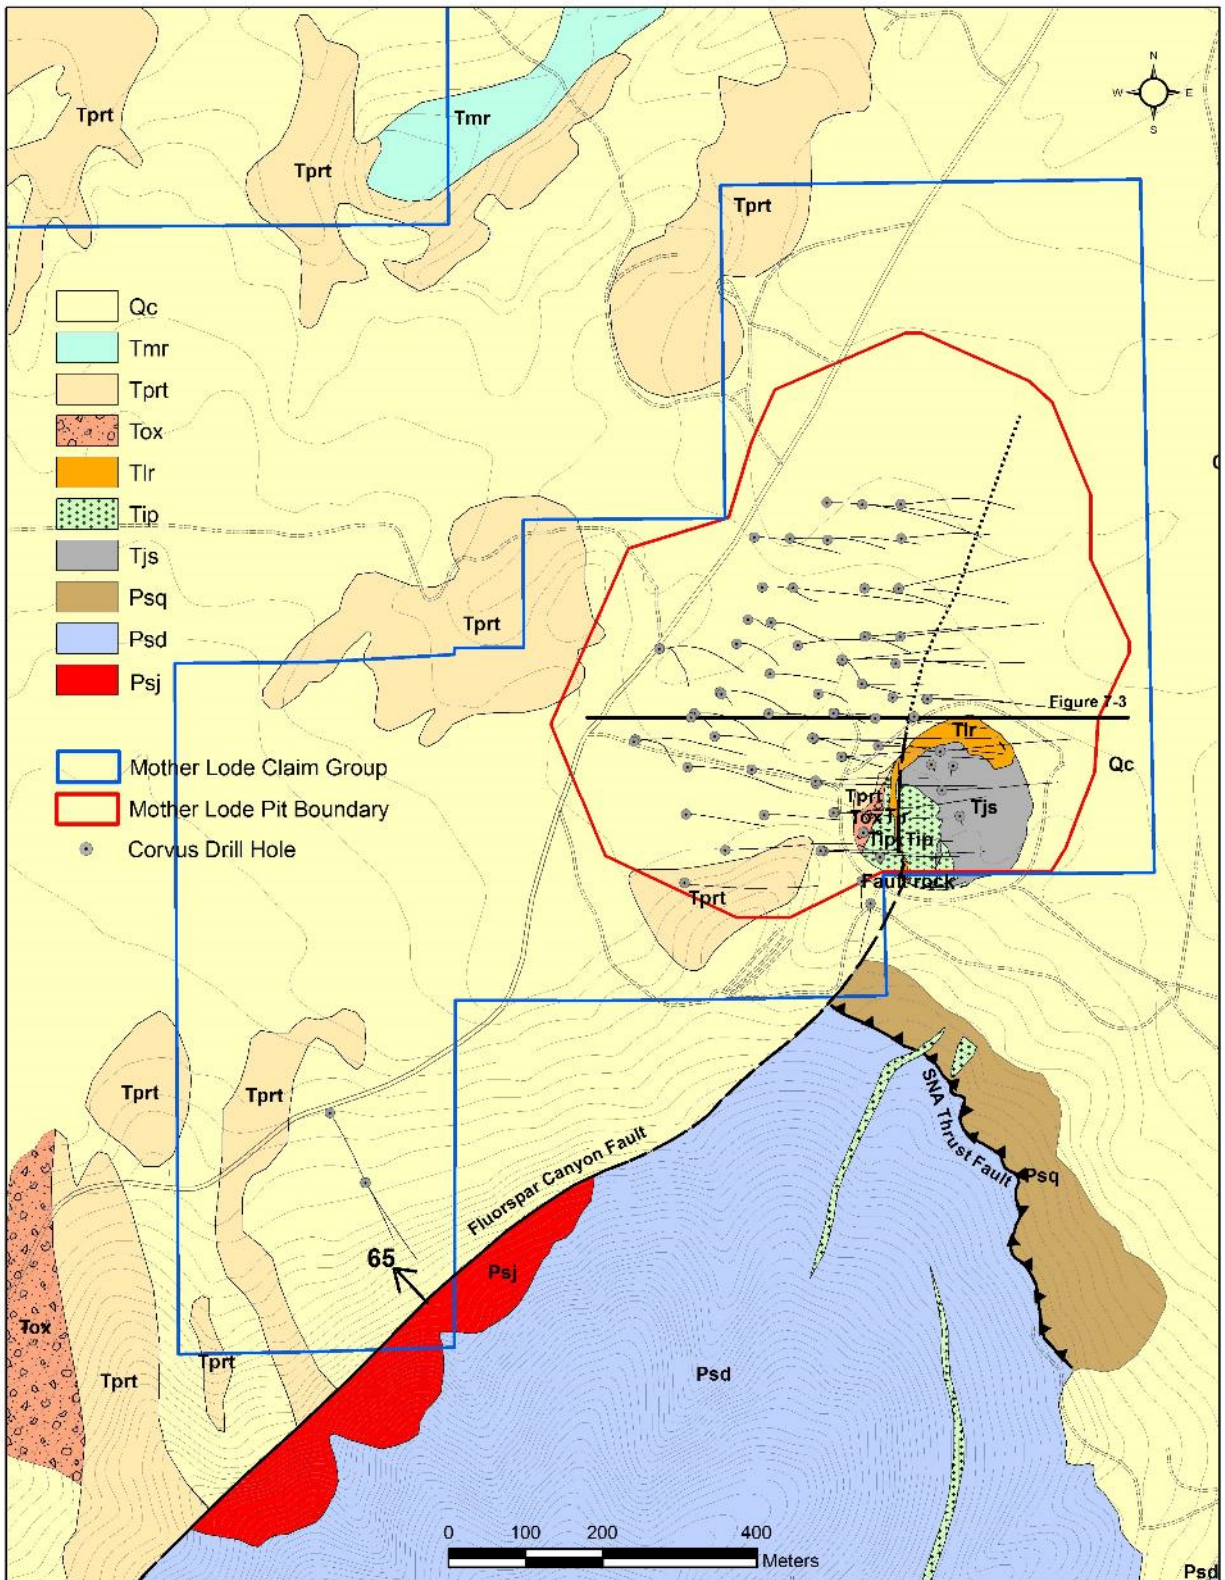 N
W E
S
Tprt
Tmr
Tprt
Tprt
Qc
Tmr
Tprt
Tox
Tlr
Tip
Tjs
Psq
Psd
Psj
Tprt
Figure 7-3
Tlr
Mother Lode Claim Group
Qc
Mother Lode Pit Boundary
Tprt
Tjs
Tox
Corvus Drill Hole
Tip Tip
Fault rock
Tprt
Tprt
Tprt
SNA Thrust Fault
Psq
Fluorspar Canyon Fault
65
Psj
Tox
Tprt
Tprt
Psd
0 100 200 400
Meters
Psd